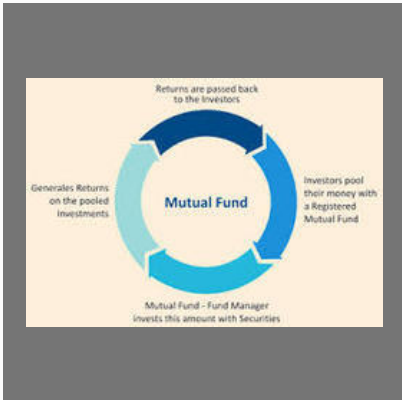 Returns are passed back
to the Investors
Investors pool
their money with
a Registered
Mutual Fund
Mutual Fund - Fund Manager
invests this amount with Securities
Generales Returns
on the pooled
Investments
Mutual Fund